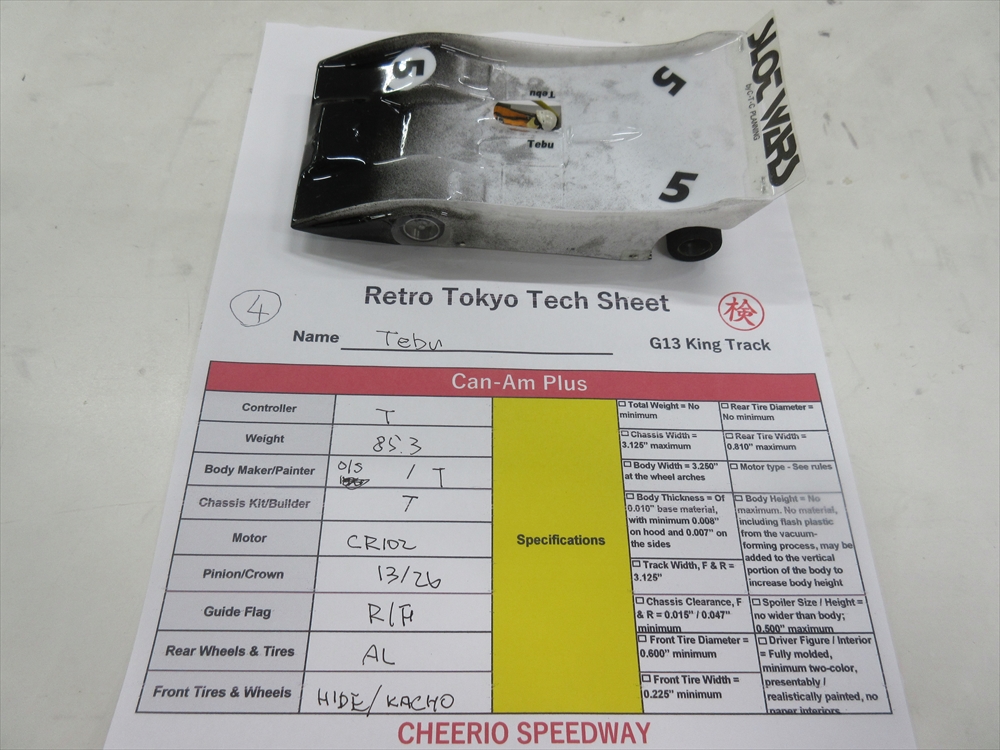 5
5
5
Tebu
Tebu
SLOT WARS
by C・T・C PLANNING
4
Retro Tokyo Tech Sheet
検
Name Tebu
G13 King Track
Can-Am Plus
Controller T
Weight 85.3
Body Maker/Painter O/S / T
Chassis Kit/Builder T
Motor CR102
Pinion/Crown 13/26
Guide Flag R/F
Rear Wheels & Tires AL
Front Tires & Wheels HIDE/KACHO
Specifications
Total Weight = No
minimum
Chassis Width =
3.125" maximum
Body Width = 3.250"
at the wheel arches
Body Thickness = Of
0.010" base material,
with minimum 0.008"
on hood and 0.007" on
the sides
Track Width, F & R =
3.125"
Chassis Clearance, F
& R = 0.015" / 0.047"
minimum
Front Tire Diameter =
0.600" minimum
Front Tire Width =
0.225" minimum
Rear Tire Diameter =
No minimum
Rear Tire Width =
0.810" maximum
Motor type - See rules
Body Height = No
maximum. No material,
including flash plastic
from the vacuum-
forming process, may be
added to the vertical
portion of the body to
increase body height
Spoiler Size / Height =
no wider than body;
0.500" maximum
Driver Figure / Interior
= Fully molded,
minimum two-color,
presentably /
realistically painted, no
paper interiors
CHEERIO SPEEDWAY